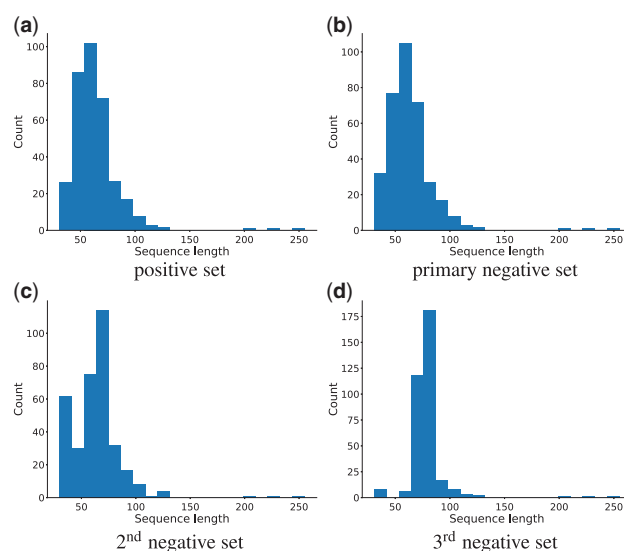 (a)
100
80
60
40
20
0
Count
50
100
150
200
250
Sequence length
positive set
(b)
100
80
60
40
20
0
Count
50
100
150
200
250
Sequence length
primary negative set
(c)
100
80
60
40
20
0
Count
50
100
150
200
250
Sequence length
2nd negative set
(d)
175
150
125
100
75
50
25
0
Count
50
100
150
200
250
Sequence length
3rd negative set